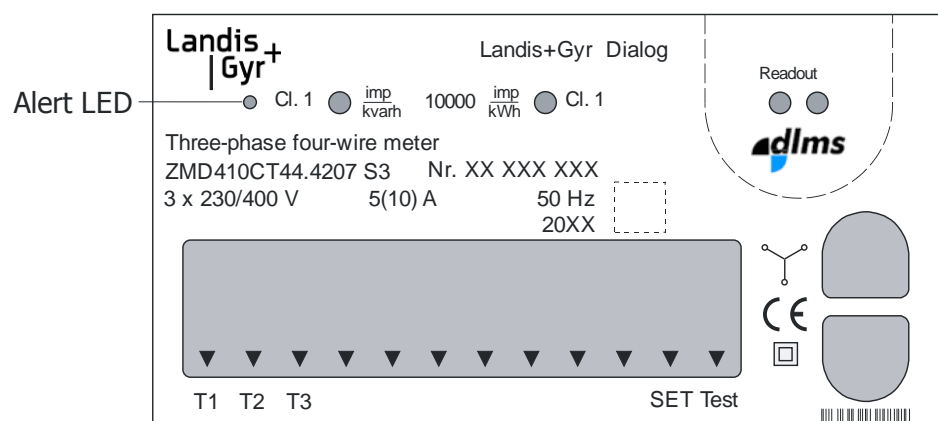 Landis+
Gyr
Landis+Gyr Dialog
Readout
Alert LED
Cl. 1 imp/kvarh 10000 imp/kWh Cl. 1
dlms
Three-phase four-wire meter
ZMD410CT44.4207 S3 Nr. XX XXX XXX
3 x 230/400 V 5(10) A 50 Hz
20XX
CE
T1 T2 T3 SET Test